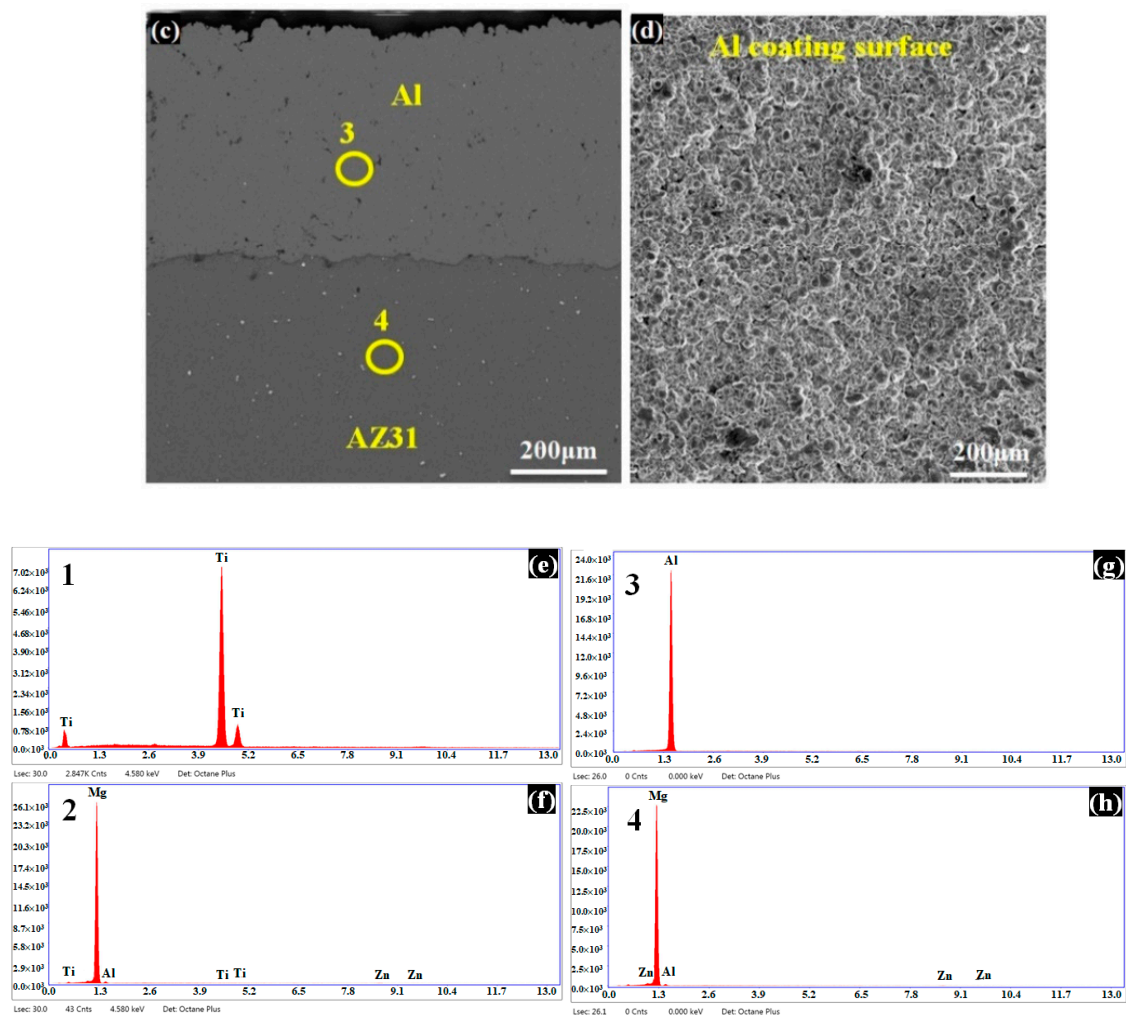 (c)
Al
3
4
AZ31
200μm
(d)
Al coating surface
200μm
1
(e)
Ti
Ti
Ti
7.02×10³
6.24×10³
5.46×10³
4.68×10³
3.90×10³
3.12×10³
2.34×10³
1.56×10³
0.78×10³
0.0×10³
0.0 1.3 2.6 3.9 5.2 6.5 7.8 9.1 10.4 11.7 13.0
Lsec: 30.0 2.847K Cnts 4.580 keV Det: Octane Plus
3
(g)
Al
24.0×10³
21.6×10³
19.2×10³
16.8×10³
14.4×10³
12.0×10³
9.6×10³
7.2×10³
4.8×10³
2.4×10³
0.0×10³
0.0 1.3 2.6 3.9 5.2 6.5 7.8 9.1 10.4 11.7 13.0
Lsec: 26.0 0 Cnts 0.000 keV Det: Octane Plus
2
(f)
Mg
26.1×10³
23.2×10³
20.3×10³
17.4×10³
14.5×10³
11.6×10³
8.7×10³
5.8×10³
2.9×10³
0.0×10³
Ti Al Ti Ti Zn Zn
0.0 1.3 2.6 3.9 5.2 6.5 7.8 9.1 10.4 11.7 13.0
Lsec: 30.0 43 Cnts 4.580 keV Det: Octane Plus
4
(h)
Mg
22.5×10³
20.0×10³
17.5×10³
15.0×10³
12.5×10³
10.0×10³
7.5×10³
5.0×10³
2.5×10³
0.0×10³
Zn Al Zn Zn
0.0 1.3 2.6 3.9 5.2 6.5 7.8 9.1 10.4 11.7 13.0
Lsec: 26.1 0 Cnts 0.000 keV Det: Octane Plus